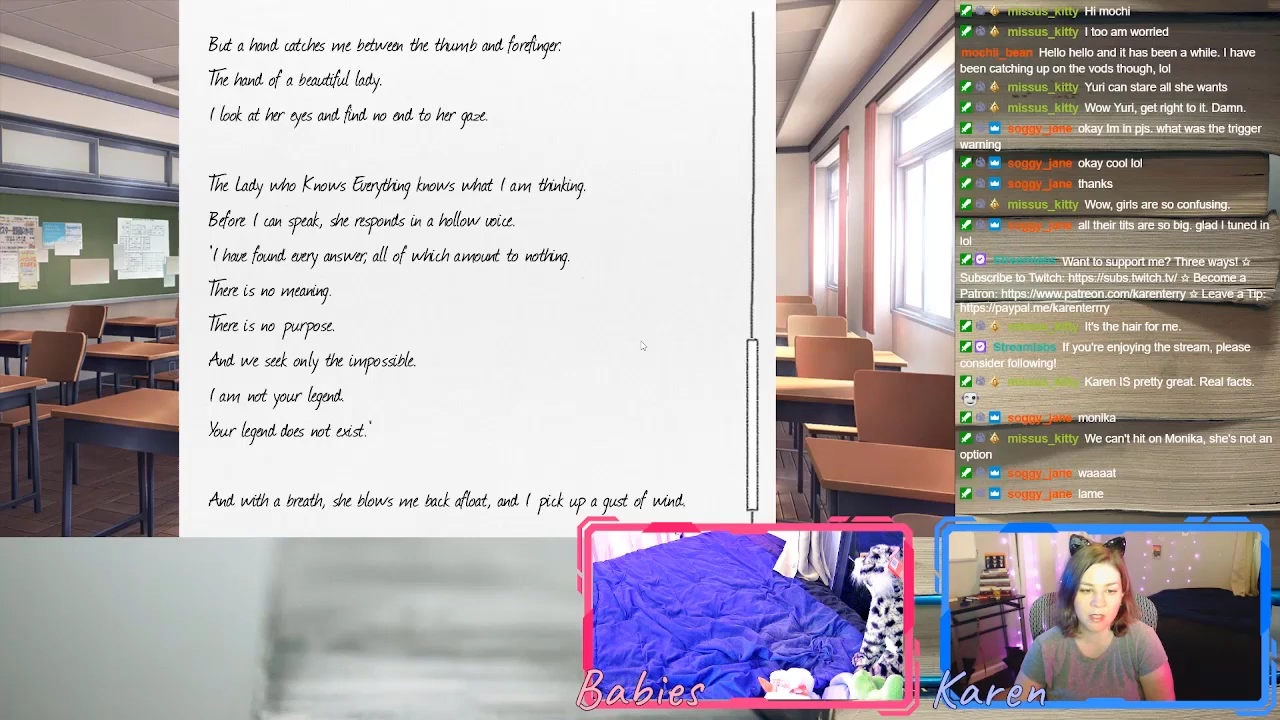 But a hand catches me between the thumb and forefinger.
The hand of a beautiful lady.
I look at her eyes and find no end to her gaze.
The Lady who Knows Everything knows what I am thinking.
Before I can speak, she responds in a hollow voice.
"I have found every answer, all of which amount to nothing.
There is no meaning.
There is no purpose.
And we seek only the impossible.
I am not your legend.
Your legend does not exist."
And with a breath, she blows me back afloat, and I pick up a gust of wind.
missus_kitty Hi mochi
missus_kitty I too am worried
mochii_bean Hello hello and it has been a while. I have
been catching up on the vods though, lol
missus_kitty Yuri can stare all she wants
missus_kitty Wow Yuri, get right to it. Damn.
soggy_jane okay Im in pjs. what was the trigger
warning
soggy_jane okay cool lol
soggy_jane thanks
missus_kitty Wow, girls are so confusing.
soggy_jane all their tits are so big. glad I tuned in
lol
Streamlabs Want to support me? Three ways! ☆
Subscribe to Twitch: https://subs.twitch.tv/ ☆ Become a
Patron: https://www.patreon.com/karenterry ☆ Leave a Tip:
https://paypal.me/karenterrry
missus_kitty It's the hair for me.
Streamlabs If you're enjoying the stream, please
consider following!
missus_kitty Karen IS pretty great. Real facts.
soggy_jane monika
missus_kitty We can't hit on Monika, she's not an
option
soggy_jane waaaat
soggy_jane lame
Babies
Karen